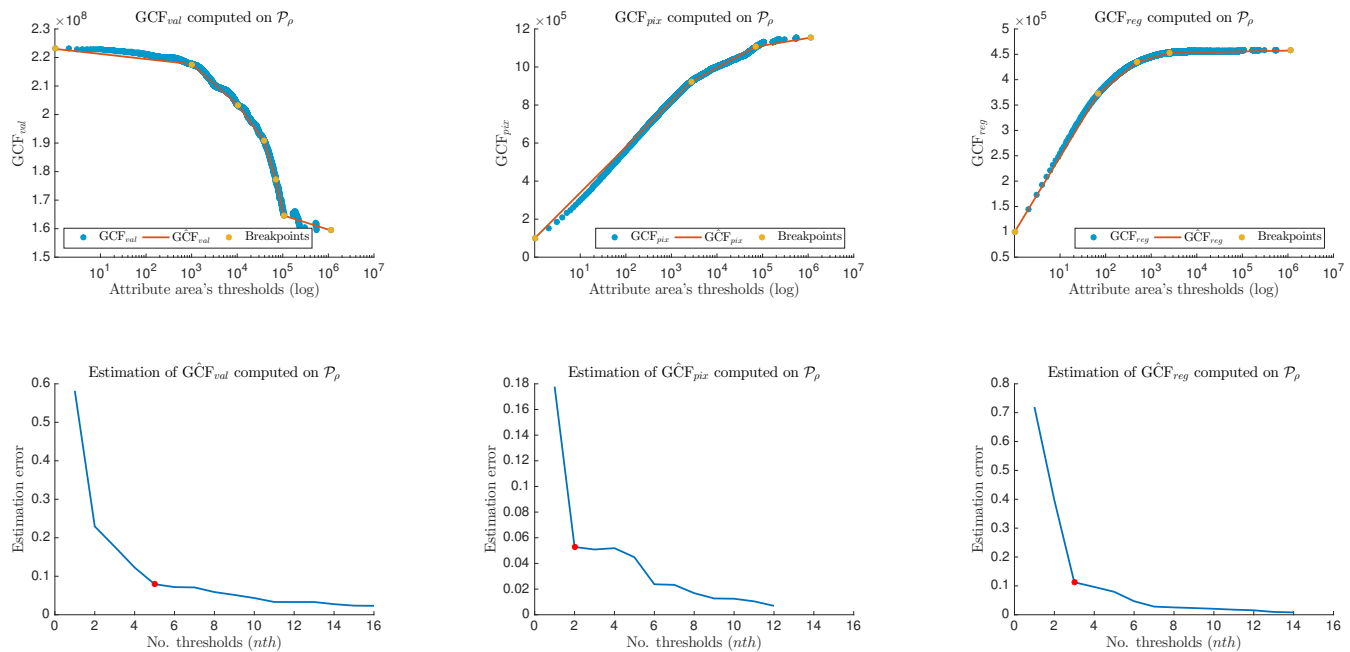 GCF_val computed on P_ρ
×10^8
2.3
2.2
2.1
2
1.9
1.8
1.7
1.6
1.5
GCF_val
GCF_val ĜCF_val Breakpoints
10^1 10^2 10^3 10^4 10^5 10^6 10^7
Attribute area's thresholds (log)
GCF_pix computed on P_ρ
×10^5
12
10
8
6
4
2
0
GCF_pix
GCF_pix ĜCF_pix Breakpoints
10^2 10^3 10^4 10^5 10^6 10^7
Attribute area's thresholds (log)
GCF_reg computed on P_ρ
×10^5
5
4.5
4
3.5
3
2.5
2
1.5
1
0.5
GCF_reg
GCF_reg ĜCF_reg Breakpoints
10^1 10^2 10^3 10^4 10^5 10^6 10^7
Attribute area's thresholds (log)
Estimation of ĜCF_val computed on P_ρ
0.6
0.5
0.4
0.3
0.2
0.1
0
Estimation error
0 2 4 6 8 10 12 14 16
No. thresholds (nth)
Estimation of ĜCF_pix computed on P_ρ
0.18
0.16
0.14
0.12
0.1
0.08
0.06
0.04
0.02
0
Estimation error
0 2 4 6 8 10 12 14 16
No. thresholds (nth)
Estimation of ĜCF_reg computed on P_ρ
0.8
0.7
0.6
0.5
0.4
0.3
0.2
0.1
0
Estimation error
0 2 4 6 8 10 12 14 16
No. thresholds (nth)